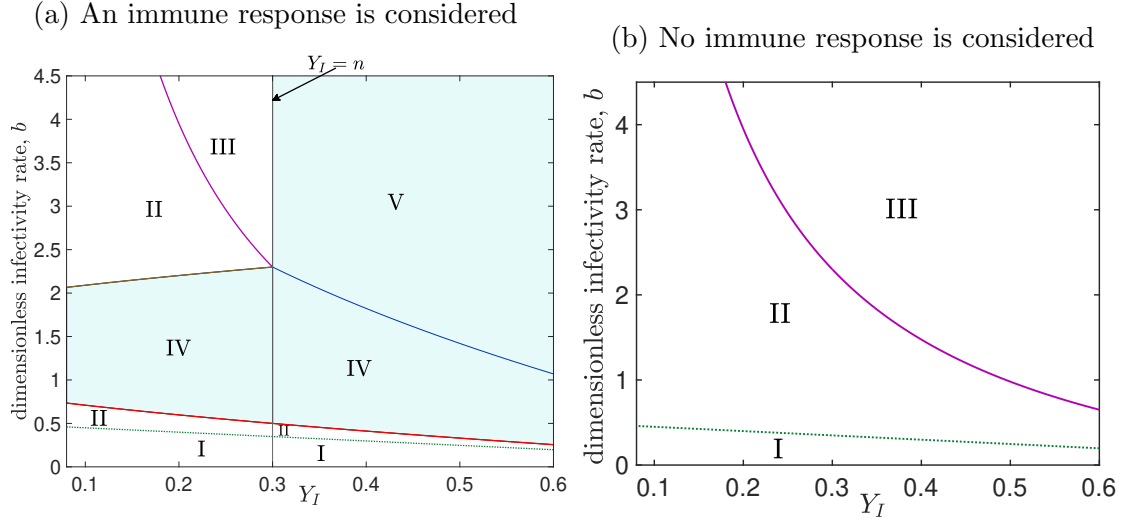 (a) An immune response is considered
Y_I = n
4.5
4
3.5
3
2.5
2
1.5
1
0.5
0
dimensionless infectivity rate, b
III
II
V
IV
IV
II
II
I
I
0.1 0.2 0.3 0.4 0.5 0.6
Y_I
(b) No immune response is considered
4
3
2
1
0
dimensionless infectivity rate, b
III
II
I
0.1 0.2 0.3 0.4 0.5 0.6
Y_I